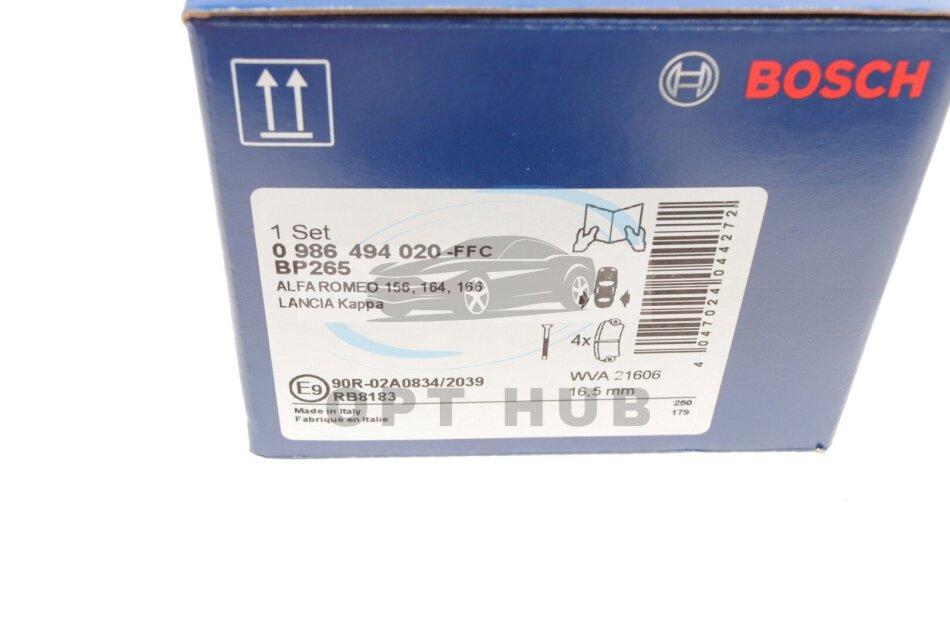 BOSCH
1 Set
0 986 494 020-FFC
BP265
ALFA ROMEO 156, 164, 166
LANCIA Kappa
4x
4 047024 044272
WVA 21606
16,5 mm
E9 90R-02A0834/2039
RB8183
Made in Italy
Fabriqué en Italie
250
179
OPT HUB